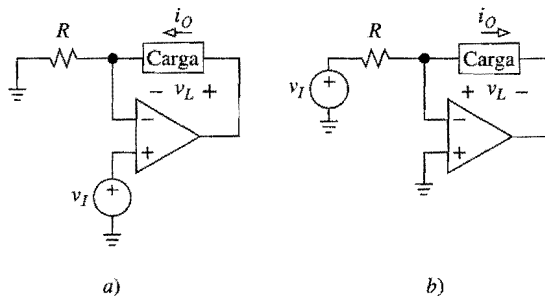 i_O
R
Carga
− v_L +
−
+
+
v_I
a)
i_O
R
Carga
+ v_L −
+
v_I
−
+
b)